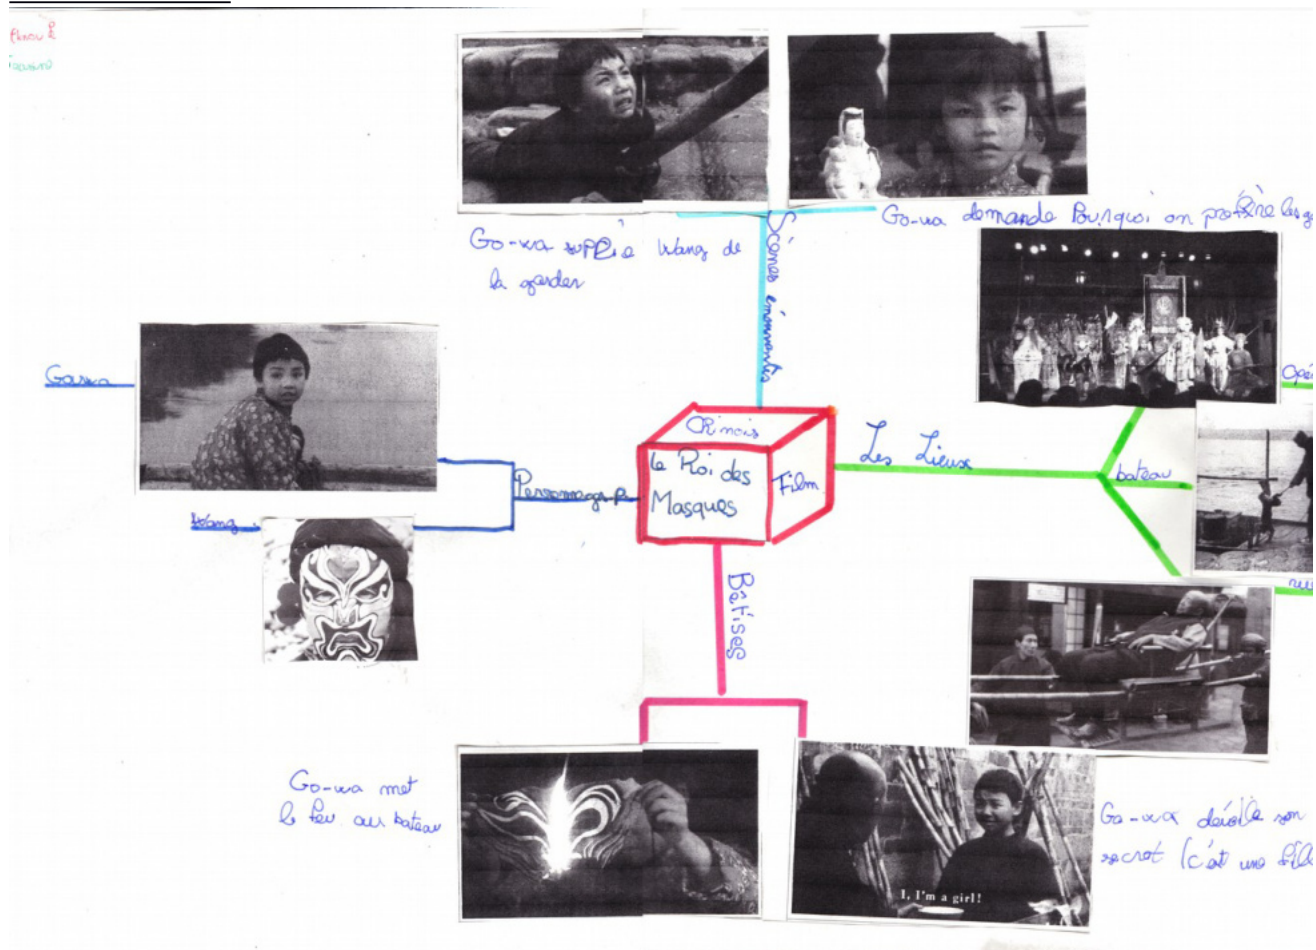 Go-wa supplie Wang de
la garder
Go-wa demande Pourquoi on préfère les
Scènes émouvantes
Gowa
Opé
Chinois
le Roi des
Masques
Film
Les Lieux
bateau
Personnages
Wang
Bêtises
Go-wa met
le feu au bateau
Go-wa dévoile son
secret (c'est une fille
I, I'm a girl!